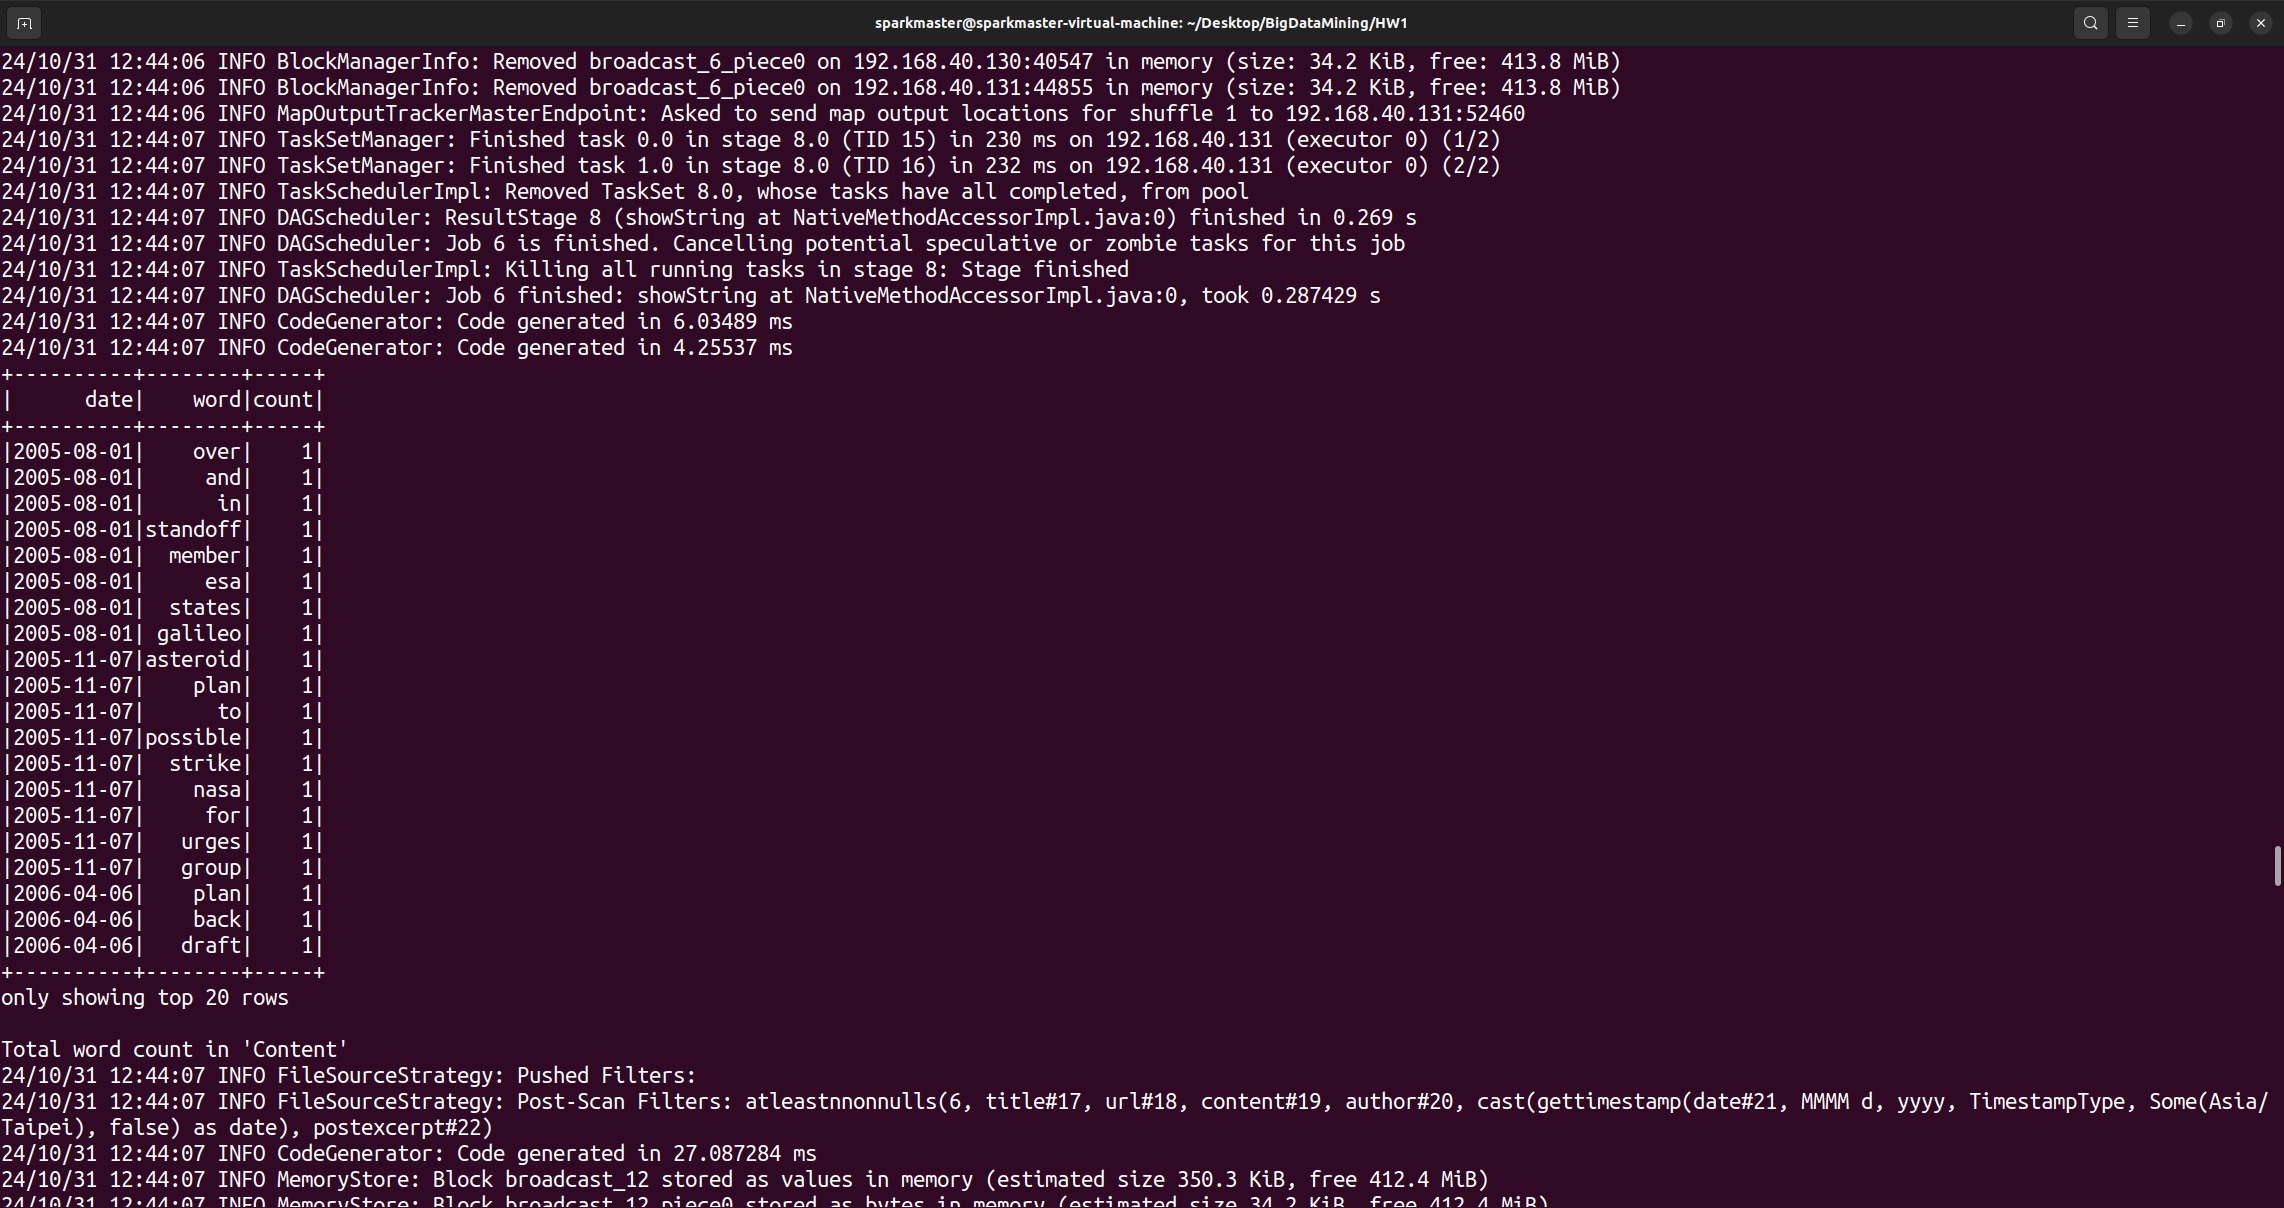 sparkmaster@sparkmaster-virtual-machine: ~/Desktop/BigDataMining/HW1
24/10/31 12:44:06 INFO BlockManagerInfo: Removed broadcast_6_piece0 on 192.168.40.130:40547 in memory (size: 34.2 KiB, free: 413.8 MiB)
24/10/31 12:44:06 INFO BlockManagerInfo: Removed broadcast_6_piece0 on 192.168.40.131:44855 in memory (size: 34.2 KiB, free: 413.8 MiB)
24/10/31 12:44:06 INFO MapOutputTrackerMasterEndpoint: Asked to send map output locations for shuffle 1 to 192.168.40.131:52460
24/10/31 12:44:07 INFO TaskSetManager: Finished task 0.0 in stage 8.0 (TID 15) in 230 ms on 192.168.40.131 (executor 0) (1/2)
24/10/31 12:44:07 INFO TaskSetManager: Finished task 1.0 in stage 8.0 (TID 16) in 232 ms on 192.168.40.131 (executor 0) (2/2)
24/10/31 12:44:07 INFO TaskSchedulerImpl: Removed TaskSet 8.0, whose tasks have all completed, from pool
24/10/31 12:44:07 INFO DAGScheduler: ResultStage 8 (showString at NativeMethodAccessorImpl.java:0) finished in 0.269 s
24/10/31 12:44:07 INFO DAGScheduler: Job 6 is finished. Cancelling potential speculative or zombie tasks for this job
24/10/31 12:44:07 INFO TaskSchedulerImpl: Killing all running tasks in stage 8: Stage finished
24/10/31 12:44:07 INFO DAGScheduler: Job 6 finished: showString at NativeMethodAccessorImpl.java:0, took 0.287429 s
24/10/31 12:44:07 INFO CodeGenerator: Code generated in 6.03489 ms
24/10/31 12:44:07 INFO CodeGenerator: Code generated in 4.25537 ms
+----------+--------+-----+
|      date|    word|count|
+----------+--------+-----+
|2005-08-01|    over|    1|
|2005-08-01|     and|    1|
|2005-08-01|      in|    1|
|2005-08-01|standoff|    1|
|2005-08-01|  member|    1|
|2005-08-01|     esa|    1|
|2005-08-01|  states|    1|
|2005-08-01| galileo|    1|
|2005-11-07|asteroid|    1|
|2005-11-07|    plan|    1|
|2005-11-07|      to|    1|
|2005-11-07|possible|    1|
|2005-11-07|  strike|    1|
|2005-11-07|    nasa|    1|
|2005-11-07|     for|    1|
|2005-11-07|   urges|    1|
|2005-11-07|   group|    1|
|2006-04-06|    plan|    1|
|2006-04-06|    back|    1|
|2006-04-06|   draft|    1|
+----------+--------+-----+
only showing top 20 rows
Total word count in 'Content'
24/10/31 12:44:07 INFO FileSourceStrategy: Pushed Filters:
24/10/31 12:44:07 INFO FileSourceStrategy: Post-Scan Filters: atleastnnonnulls(6, title#17, url#18, content#19, author#20, cast(gettimestamp(date#21, MMMM d, yyyy, TimestampType, Some(Asia/
Taipei), false) as date), postexcerpt#22)
24/10/31 12:44:07 INFO CodeGenerator: Code generated in 27.087284 ms
24/10/31 12:44:07 INFO MemoryStore: Block broadcast_12 stored as values in memory (estimated size 350.3 KiB, free 412.4 MiB)
24/10/31 12:44:07 INFO MemoryStore: Block broadcast_12_piece0 stored as bytes in memory (estimated size 34.2 KiB, free 412.4 MiB)